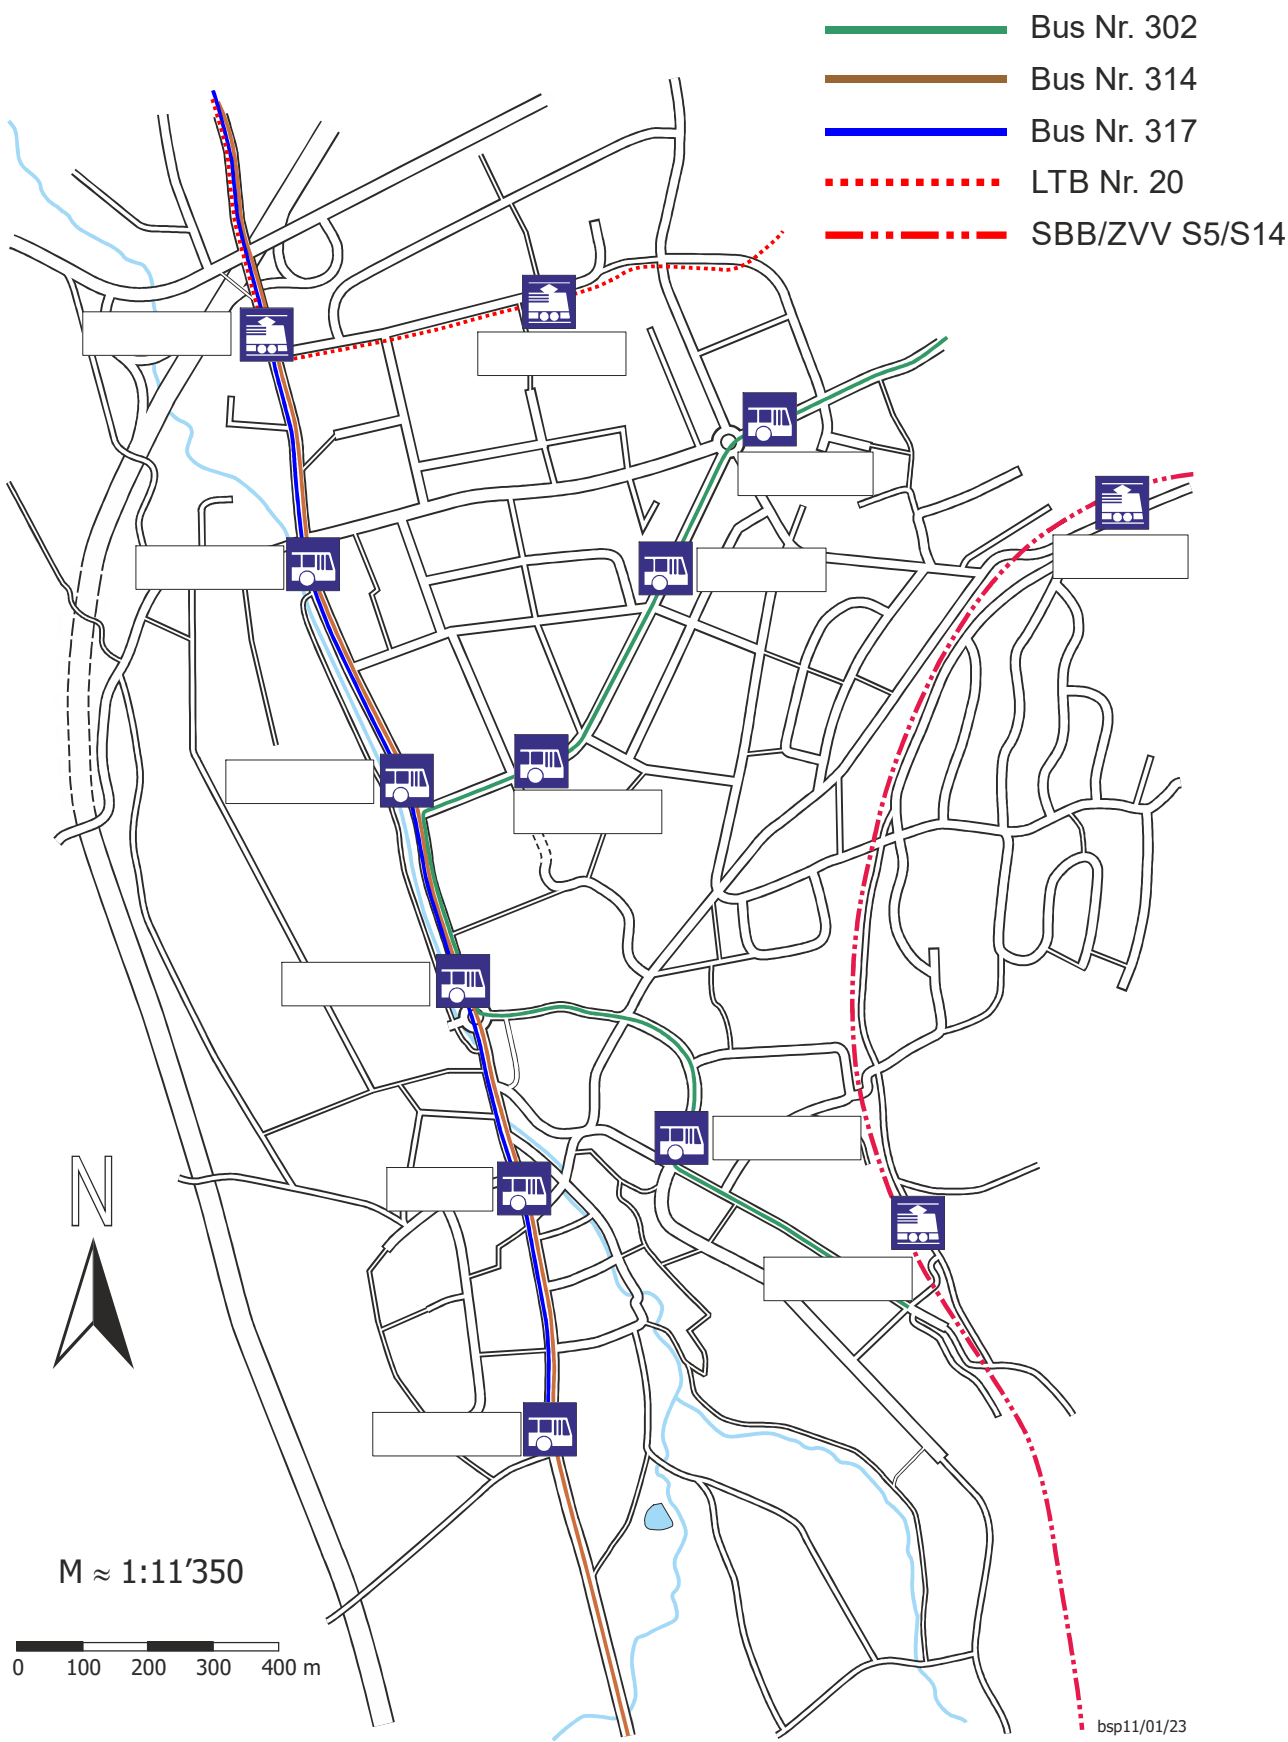 Bus Nr. 302
Bus Nr. 314
Bus Nr. 317
LTB Nr. 20
SBB/ZVV S5/S14
N
M ≈ 1:11’350
0 100 200 300 400 m
bsp11/01/23